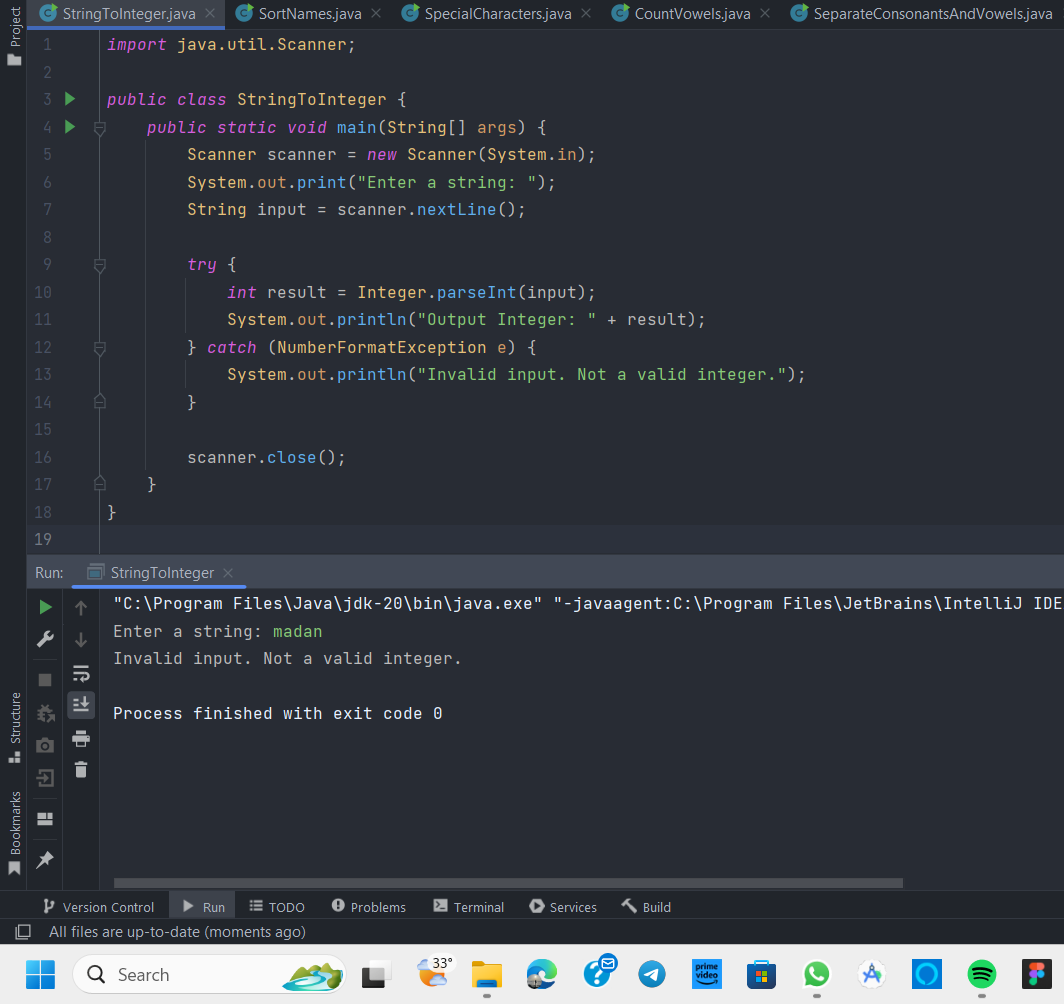 Project
StringToInteger.java SortNames.java SpecialCharacters.java CountVowels.java SeparateConsonantsAndVowels.java
1 import java.util.Scanner;
2
3 public class StringToInteger {
4 public static void main(String[] args) {
5 Scanner scanner = new Scanner(System.in);
6 System.out.print("Enter a string: ");
7 String input = scanner.nextLine();
8
9 try {
10 int result = Integer.parseInt(input);
11 System.out.println("Output Integer: " + result);
12 } catch (NumberFormatException e) {
13 System.out.println("Invalid input. Not a valid integer.");
14 }
15
16 scanner.close();
17 }
18 }
19
Run: StringToInteger
"C:\Program Files\Java\jdk-20\bin\java.exe" "-javaagent:C:\Program Files\JetBrains\IntelliJ IDE
Enter a string: madan
Invalid input. Not a valid integer.
Process finished with exit code 0
Structure
Bookmarks
Version Control Run TODO Problems Terminal Services Build
All files are up-to-date (moments ago)
Search 33° prime video